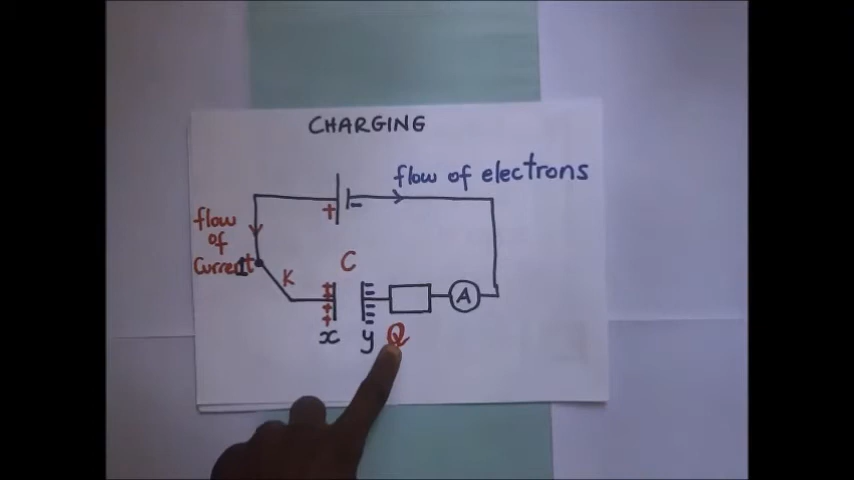 CHARGING
flow of electrons
+ -
flow
of
Current
K
C
+
+
+
A
x
y
Q